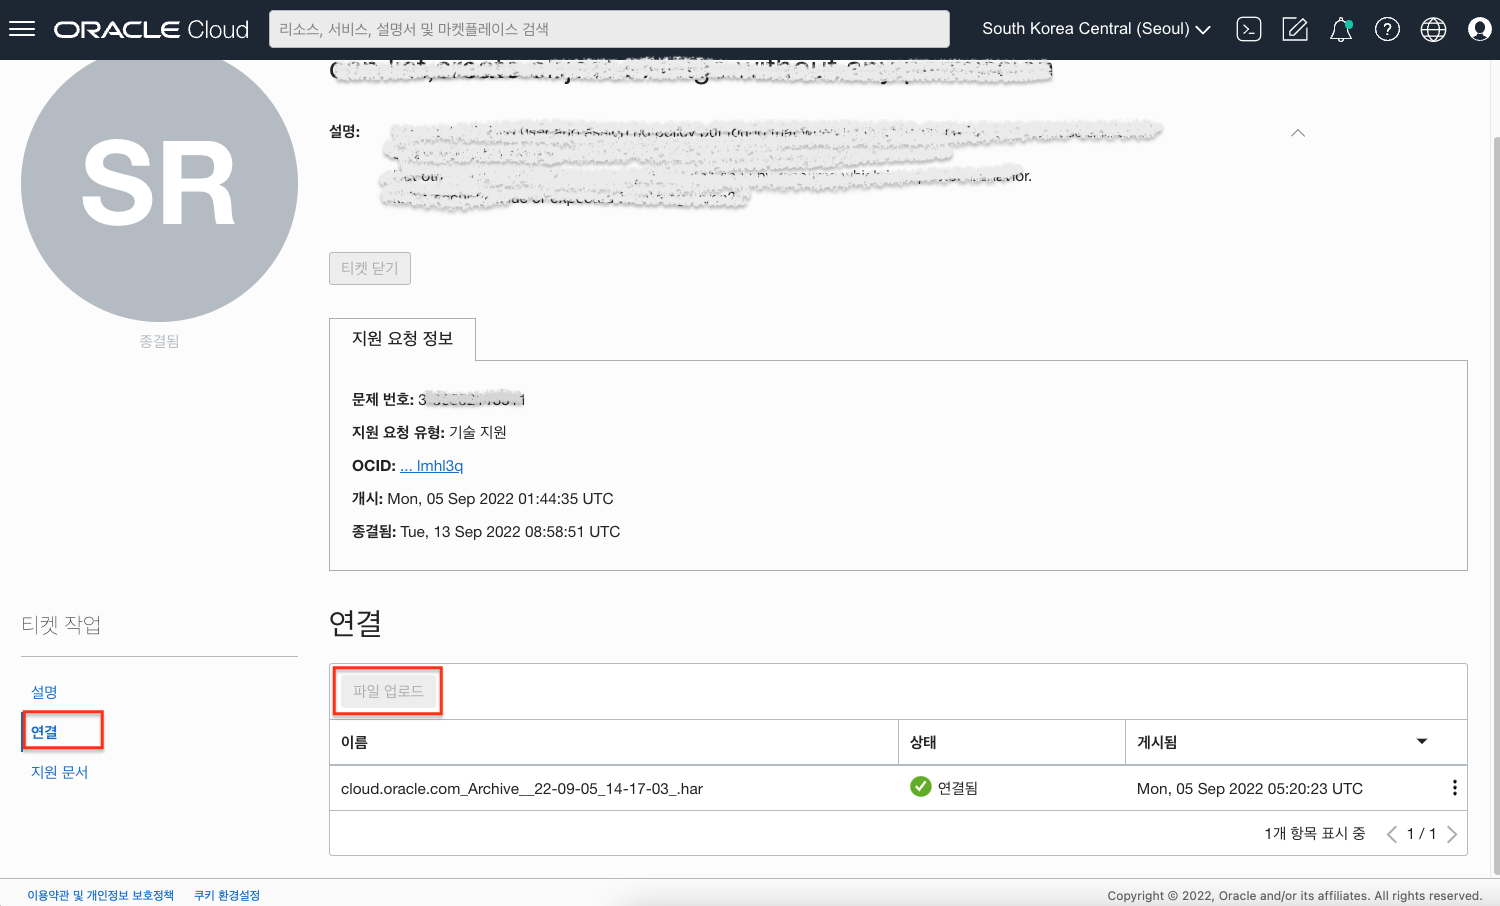 ORACLE Cloud
리소스, 서비스, 설명서 및 마켓플레이스 검색
South Korea Central (Seoul)
without any
SR
종결됨
설명:
티켓 닫기
지원 요청 정보
문제 번호: 3
지원 요청 유형: 기술 지원
OCID: ... lmhl3q
개시: Mon, 05 Sep 2022 01:44:35 UTC
종결됨: Tue, 13 Sep 2022 08:58:51 UTC
티켓 작업
설명
연결
지원 문서
연결
파일 업로드
이름 상태 게시됨
cloud.oracle.com_Archive__22-09-05_14-17-03_.har 연결됨 Mon, 05 Sep 2022 05:20:23 UTC
1개 항목 표시 중 1 / 1
이용약관 및 개인정보 보호정책 쿠키 환경설정
Copyright © 2022, Oracle and/or its affiliates. All rights reserved.